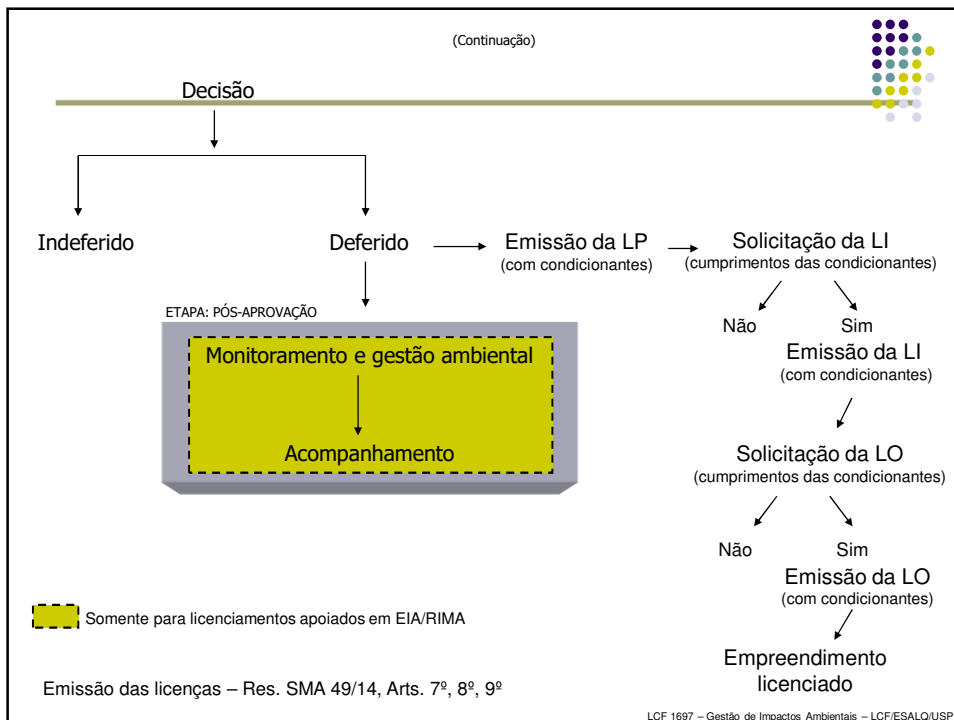 (Continuação)
Decisão
Indeferido
Deferido
Emissão da LP
(com condicionantes)
Solicitação da LI
(cumprimentos das condicionantes)
Não
Sim
Emissão da LI
(com condicionantes)
Solicitação da LO
(cumprimentos das condicionantes)
Não
Sim
Emissão da LO
(com condicionantes)
Empreendimento
licenciado
ETAPA: PÓS-APROVAÇÃO
Monitoramento e gestão ambiental
Acompanhamento
Somente para licenciamentos apoiados em EIA/RIMA
Emissão das licenças – Res. SMA 49/14, Arts. 7º, 8º, 9º
LCF 1697 – Gestão de Impactos Ambientais – LCF/ESALQ/USP